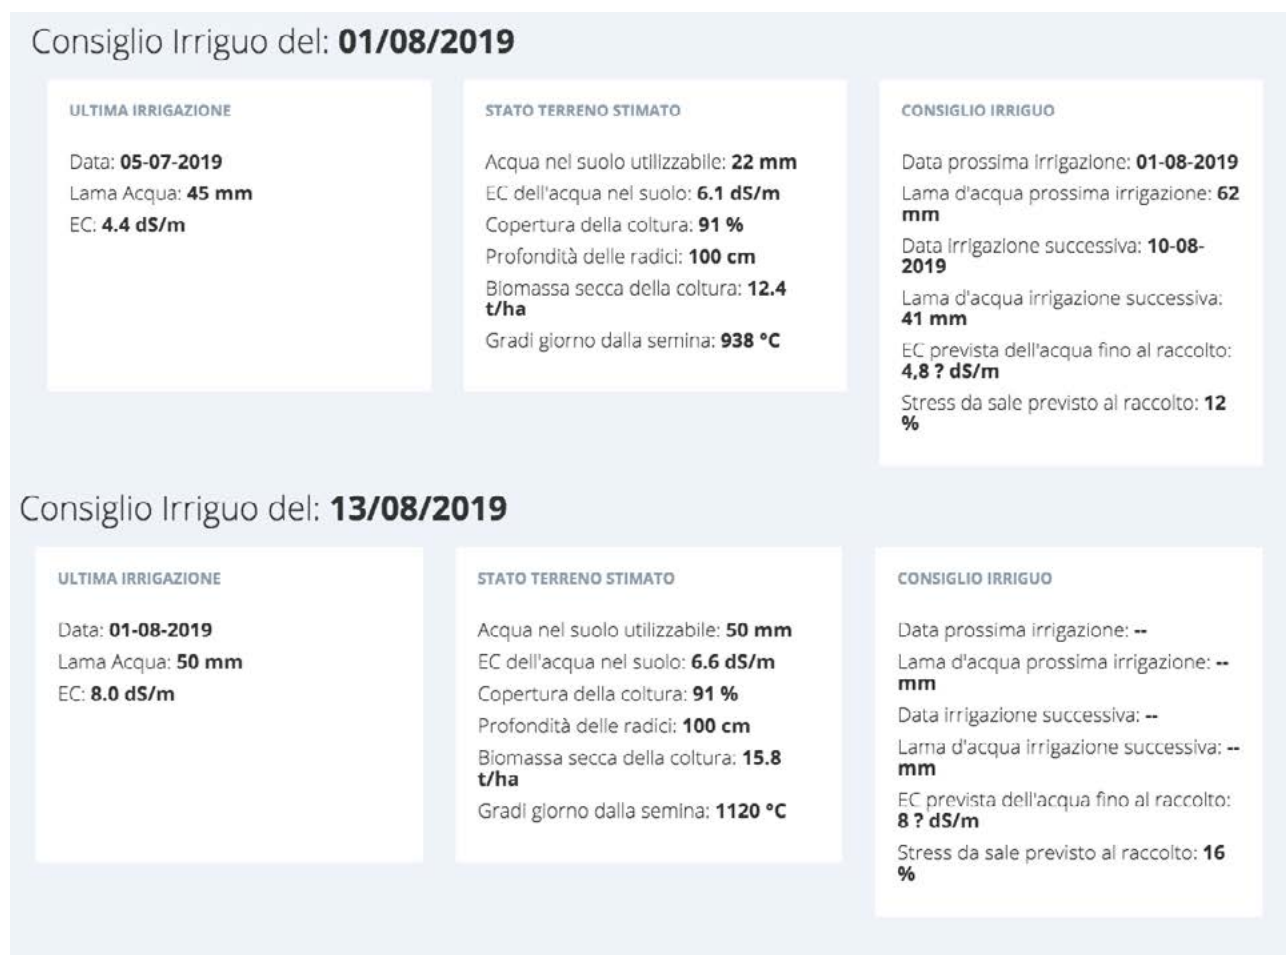 Consiglio Irriguo del: 01/08/2019
ULTIMA IRRIGAZIONE
Data: 05-07-2019
Lama Acqua: 45 mm
EC: 4.4 dS/m
STATO TERRENO STIMATO
Acqua nel suolo utilizzabile: 22 mm
EC dell'acqua nel suolo: 6.1 dS/m
Copertura della coltura: 91 %
Profondità delle radici: 100 cm
Biomassa secca della coltura: 12.4
t/ha
Gradi giorno dalla semina: 938 °C
CONSIGLIO IRRIGUO
Data prossima irrigazione: 01-08-2019
Lama d'acqua prossima irrigazione: 62
mm
Data irrigazione successiva: 10-08-
2019
Lama d'acqua irrigazione successiva:
41 mm
EC prevista dell'acqua fino al raccolto:
4,8 ? dS/m
Stress da sale previsto al raccolto: 12
%
Consiglio Irriguo del: 13/08/2019
ULTIMA IRRIGAZIONE
Data: 01-08-2019
Lama Acqua: 50 mm
EC: 8.0 dS/m
STATO TERRENO STIMATO
Acqua nel suolo utilizzabile: 50 mm
EC dell'acqua nel suolo: 6.6 dS/m
Copertura della coltura: 91 %
Profondità delle radici: 100 cm
Biomassa secca della coltura: 15.8
t/ha
Gradi giorno dalla semina: 1120 °C
CONSIGLIO IRRIGUO
Data prossima irrigazione: --
Lama d'acqua prossima irrigazione: --
mm
Data irrigazione successiva: --
Lama d'acqua irrigazione successiva: --
mm
EC prevista dell'acqua fino al raccolto:
8 ? dS/m
Stress da sale previsto al raccolto: 16
%